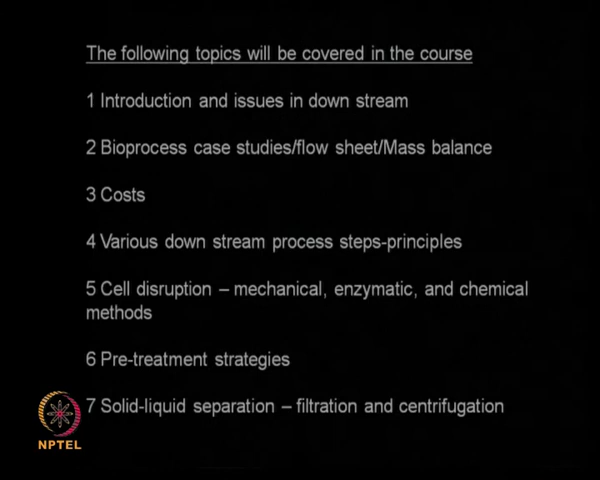 The following topics will be covered in the course
1 Introduction and issues in down stream
2 Bioprocess case studies/flow sheet/Mass balance
3 Costs
4 Various down stream process steps-principles
5 Cell disruption – mechanical, enzymatic, and chemical
methods
6 Pre-treatment strategies
7 Solid-liquid separation – filtration and centrifugation
NPTEL